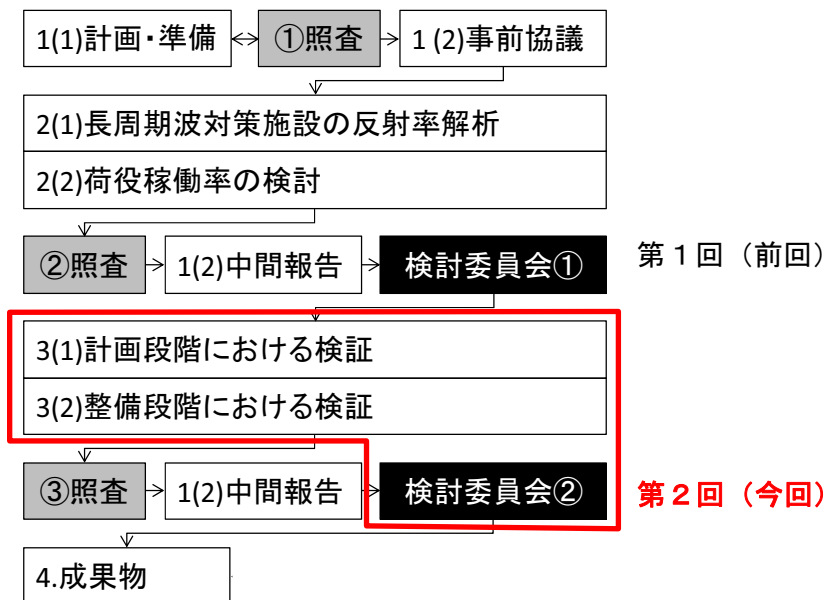 1(1)計画・準備
①照査
1 (2)事前協議
2(1)長周期波対策施設の反射率解析
2(2)荷役稼働率の検討
②照査
1(2)中間報告
検討委員会①
第１回（前回）
3(1)計画段階における検証
3(2)整備段階における検証
③照査
1(2)中間報告
検討委員会②
第２回（今回）
4.成果物